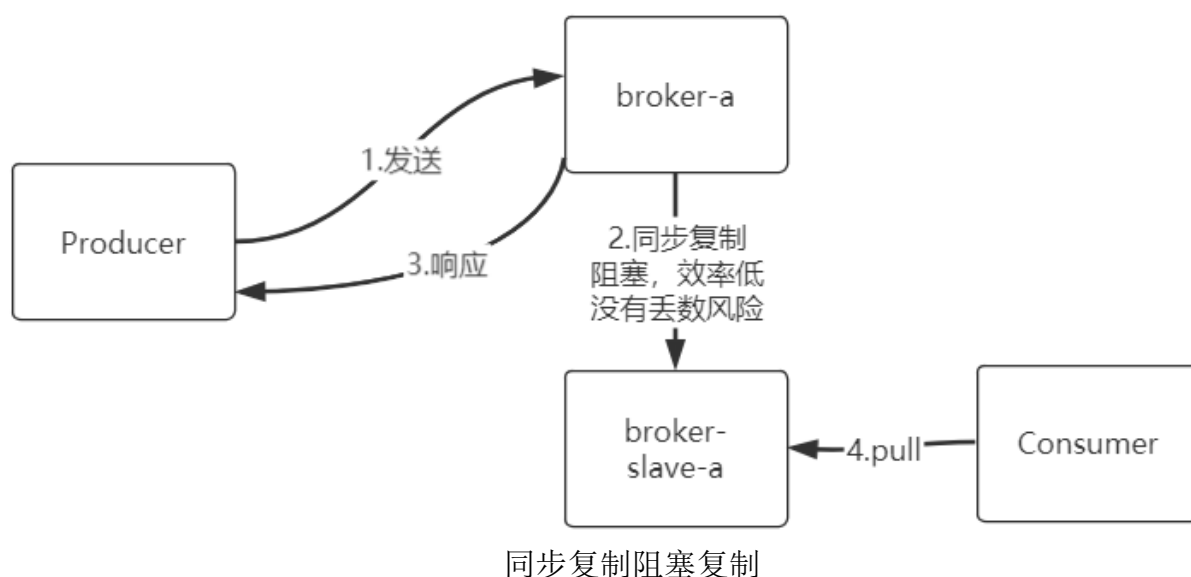 broker-a
1.发送
Producer
3.响应
2.同步复制
阻塞，效率低
没有丢数风险
broker-
slave-a
4.pull
Consumer
同步复制阻塞复制